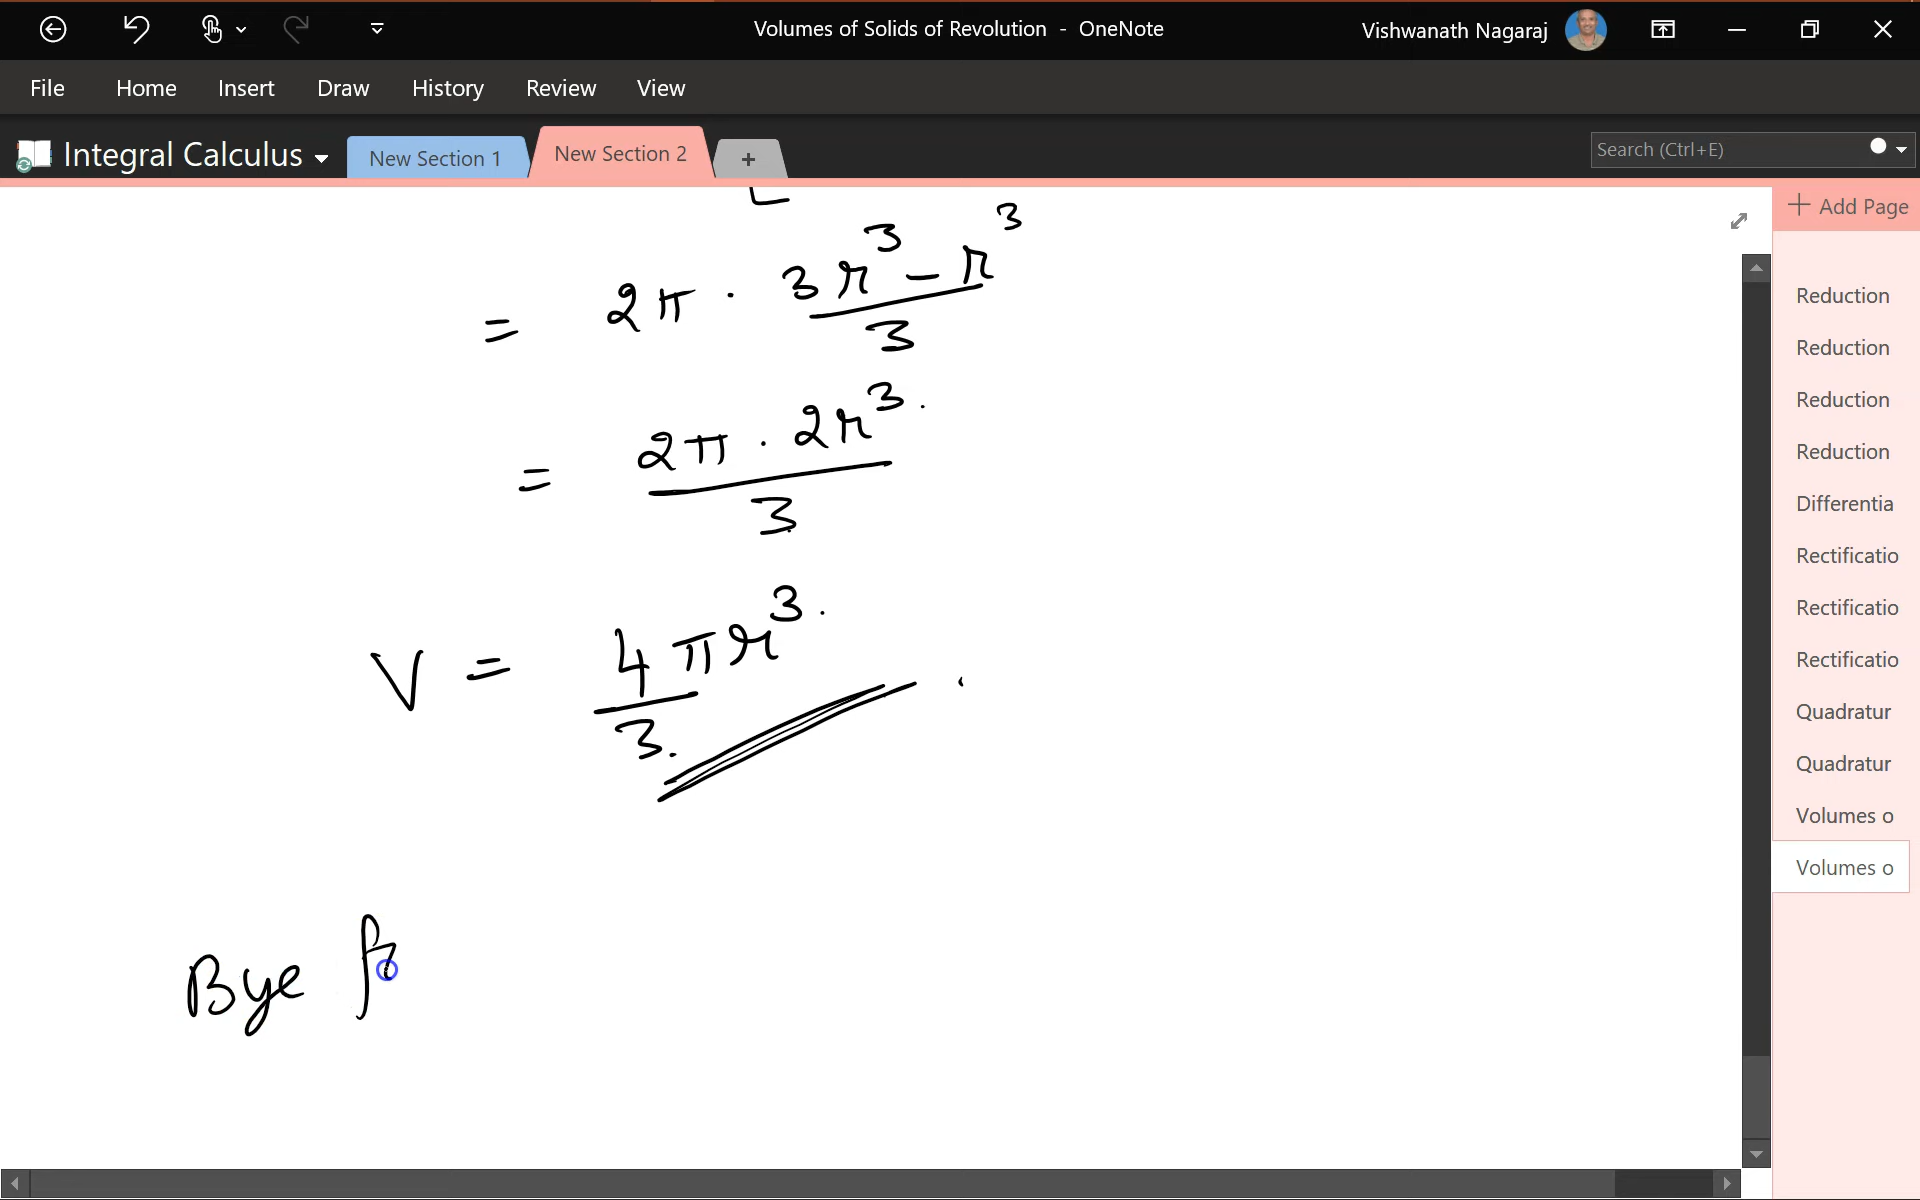 Volumes of Solids of Revolution - OneNote
Vishwanath Nagaraj
File Home Insert Draw History Review View
Integral Calculus
New Section 1
New Section 2
+
Search (Ctrl+E)
+ Add Page
= 2π · (3r³ - r³)/3
= (2π · 2r³.)/3
V = 4/3. πr³.
Bye
Reduction
Reduction
Reduction
Reduction
Differentia
Rectificatio
Rectificatio
Rectificatio
Quadratur
Quadratur
Volumes o
Volumes o